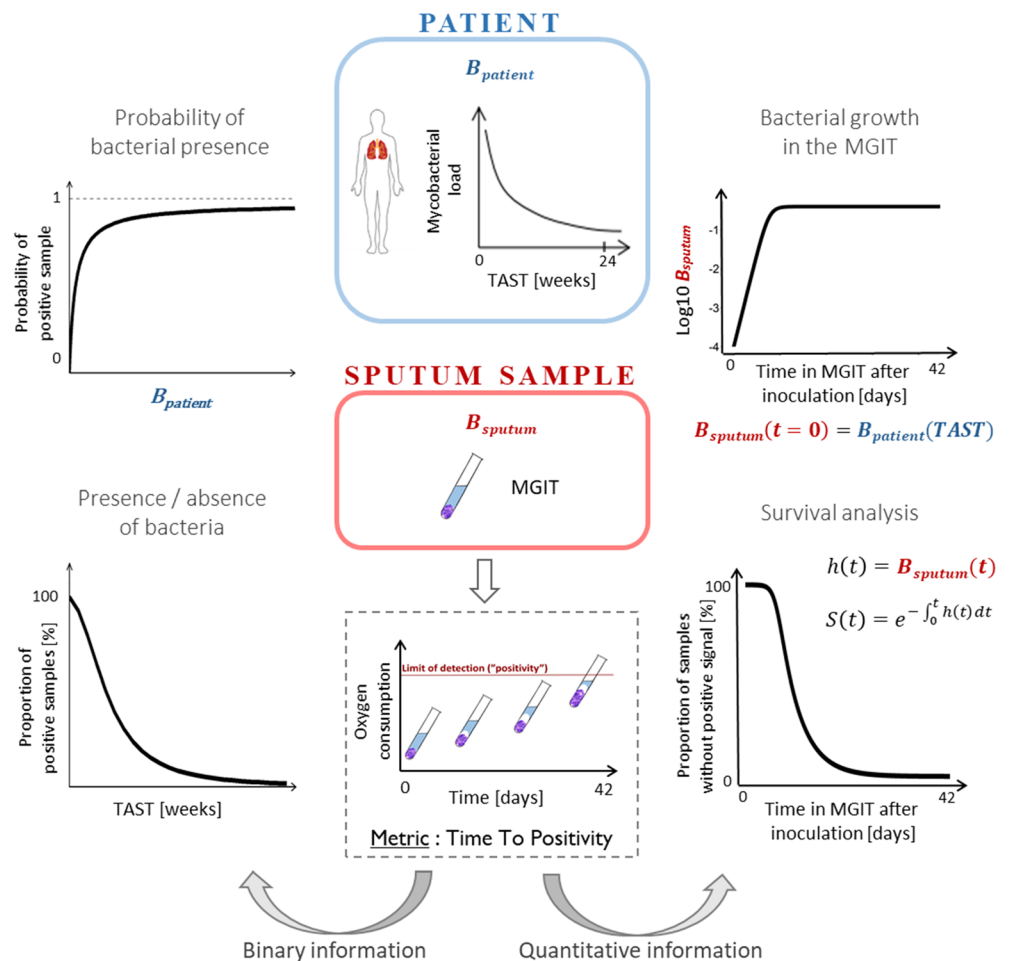 PATIENT
B_patient
Mycobacterial
load
0
24
TAST [weeks]
Probability of
bacterial presence
1
Probability of
positive sample
0
B_patient
Bacterial growth
in the MGIT
Log10 B_sputum
-1
-2
-3
-4
0
42
Time in MGIT after
inoculation [days]
B_sputum(t = 0) = B_patient(TAST)
SPUTUM SAMPLE
B_sputum
MGIT
Presence / absence
of bacteria
100
Proportion of
positive samples [%]
TAST [weeks]
Limit of detection ("positivity")
Oxygen
consumption
0
42
Time [days]
Metric : Time To Positivity
Survival analysis
h(t) = B_sputum(t)
S(t) = e^{-∫_0^t h(t) dt}
100
Proportion of samples
without positive signal [%]
0
0
42
Time in MGIT after
inoculation [days]
Binary information
Quantitative information